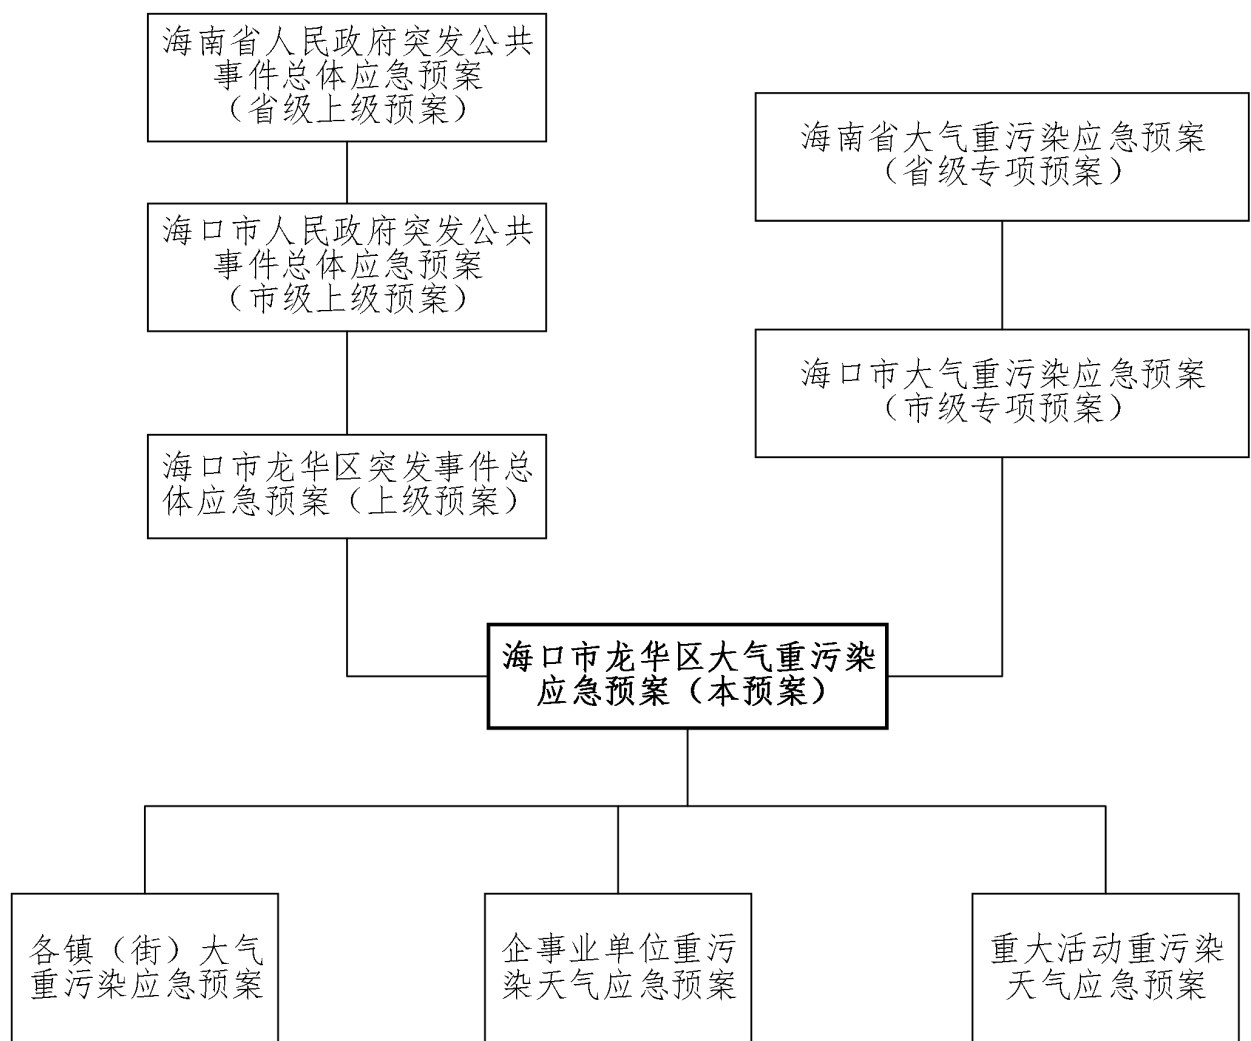 海南省人民政府突发公共
事件总体应急预案
（省级上级预案）
海南省大气重污染应急预案
（省级专项预案）
海口市人民政府突发公共
事件总体应急预案
（市级上级预案）
海口市大气重污染应急预案
（市级专项预案）
海口市龙华区突发事件总
体应急预案（上级预案）
海口市龙华区大气重污染
应急预案（本预案）
各镇（街）大气
重污染应急预案
企事业单位重污
染天气应急预案
重大活动重污染
天气应急预案